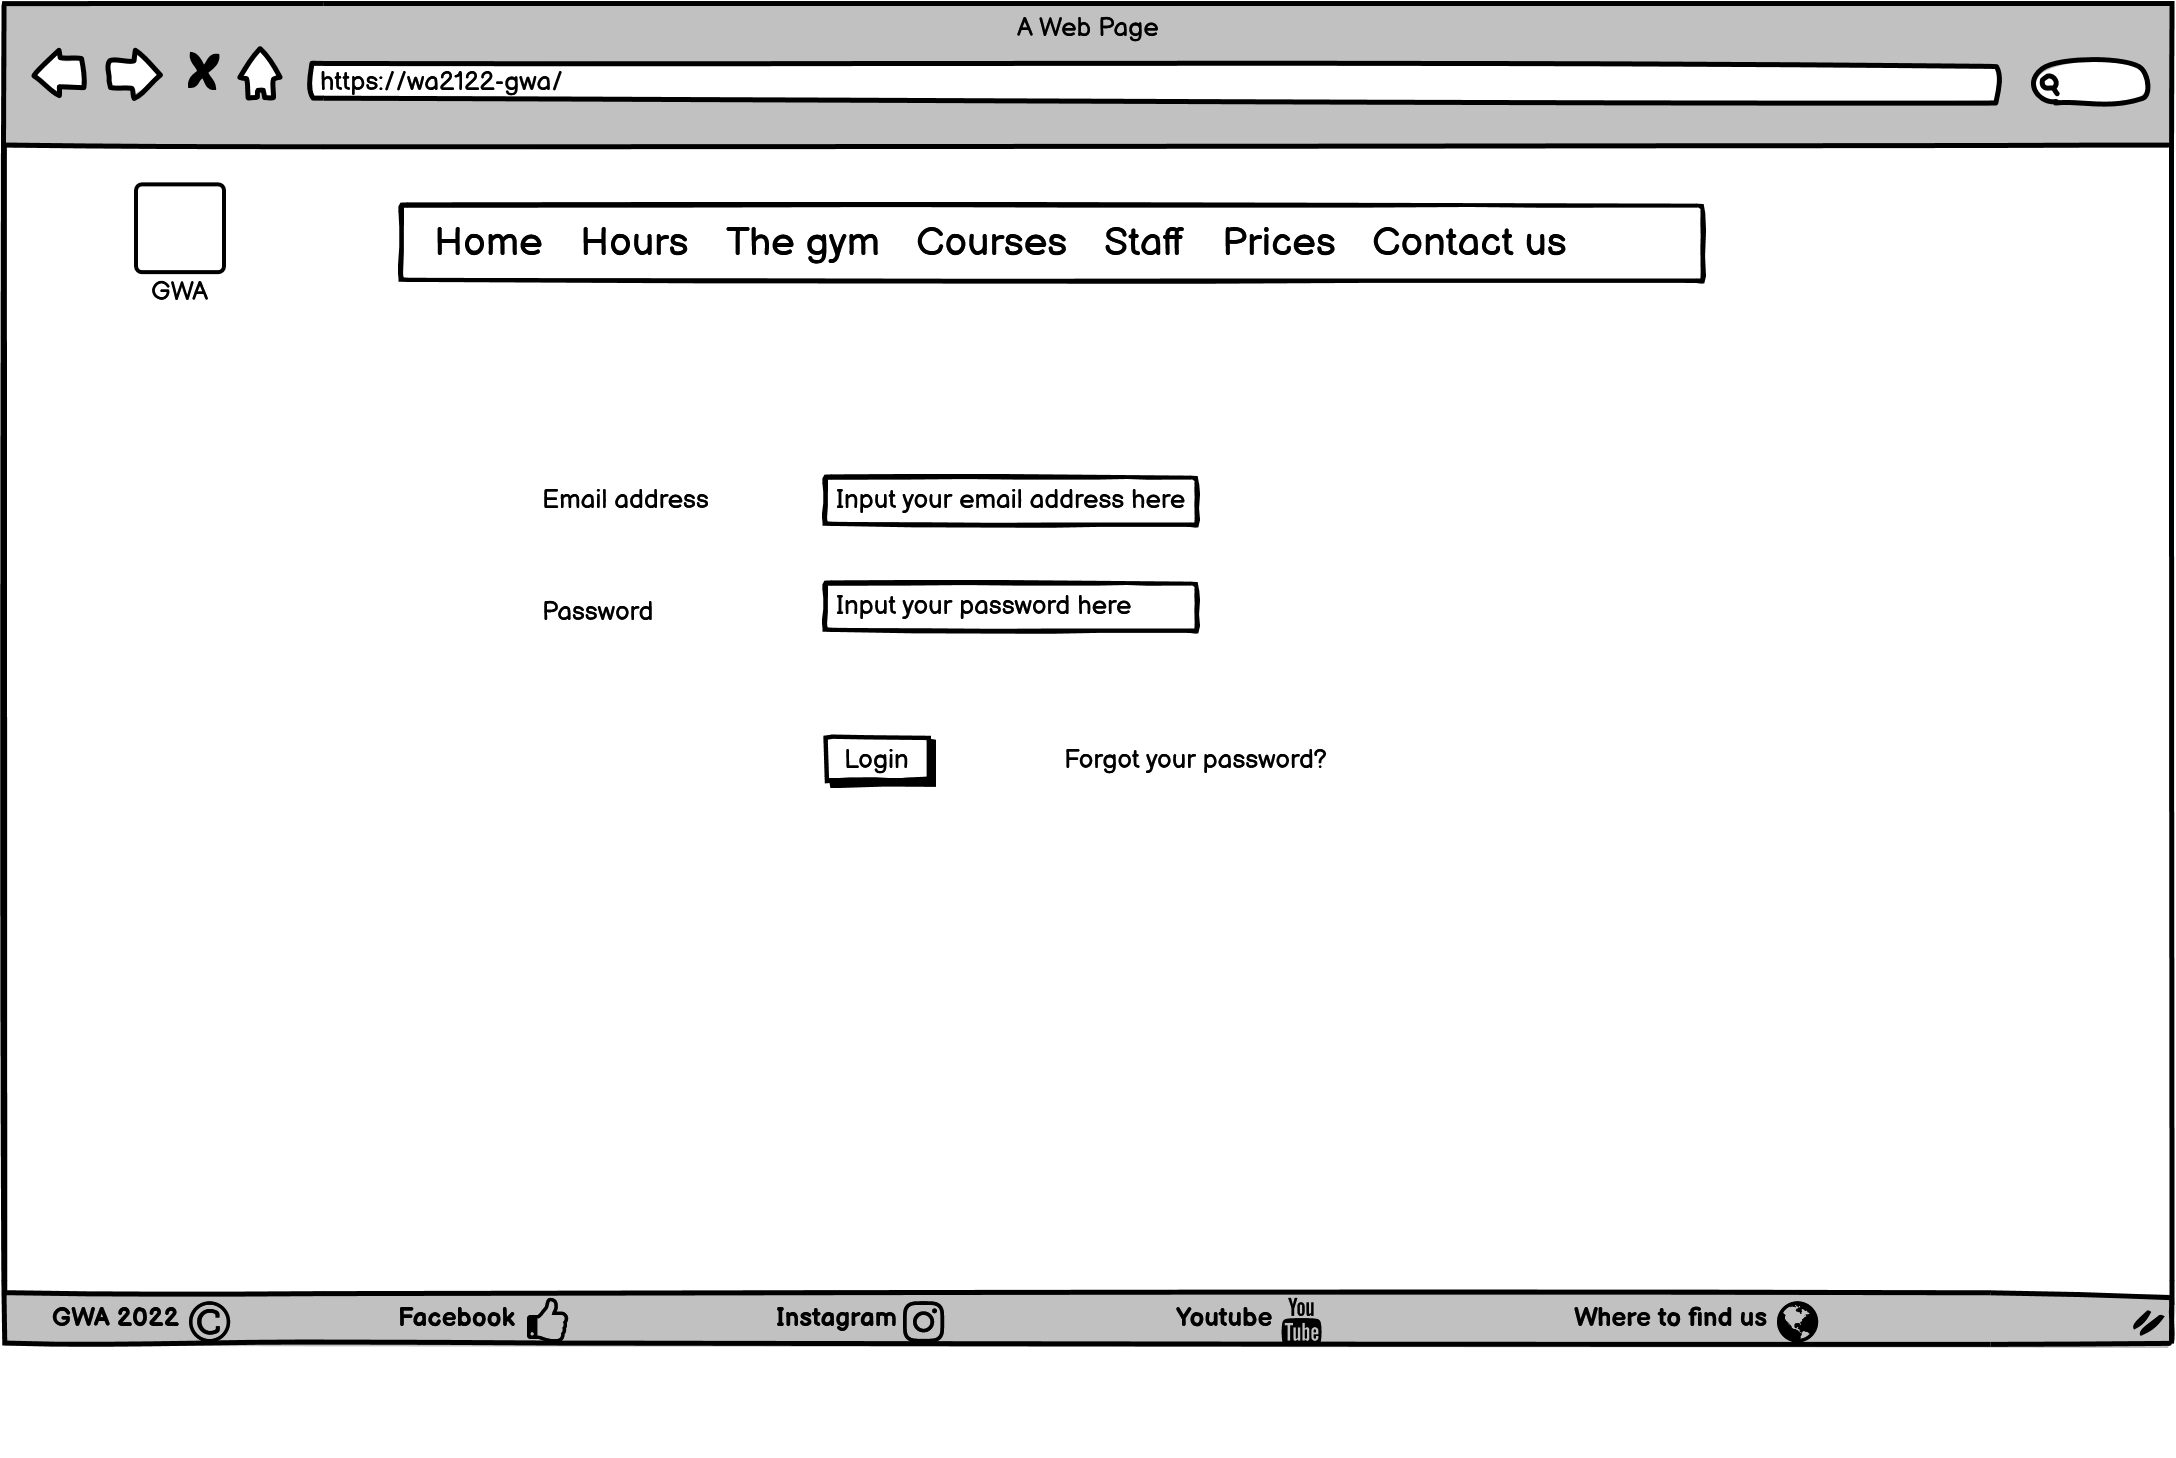 A Web Page
https://wa2122-gwa/
Home Hours The gym Courses Staff Prices Contact us
GWA
Email address Input your email address here
Password Input your password here
Login Forgot your password?
GWA 2022 © Facebook Instagram Youtube You Tube Where to find us